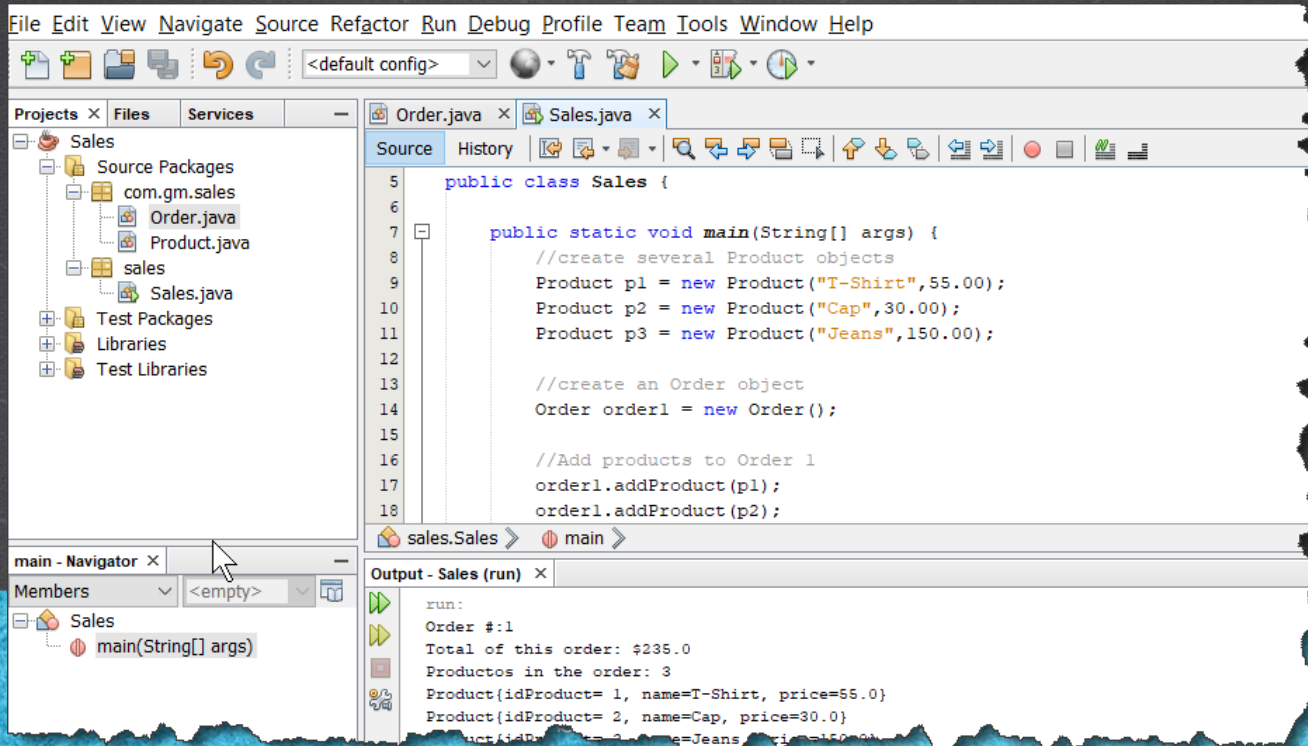 File Edit View Navigate Source Refactor Run Debug Profile Team Tools Window Help
<default config>
Projects Files Services
Sales
Source Packages
com.gm.sales
Order.java
Product.java
sales
Sales.java
Test Packages
Libraries
Test Libraries
main - Navigator
Members <empty>
Sales
main(String[] args)
Order.java Sales.java
Source History
5 public class Sales {
6
7 public static void main(String[] args) {
8 //create several Product objects
9 Product p1 = new Product("T-Shirt",55.00);
10 Product p2 = new Product("Cap",30.00);
11 Product p3 = new Product("Jeans",150.00);
12
13 //create an Order object
14 Order order1 = new Order();
15
16 //Add products to Order 1
17 order1.addProduct(p1);
18 order1.addProduct(p2);
sales.Sales main
Output - Sales (run)
run:
Order #:1
Total of this order: $235.0
Productos in the order: 3
Product{idProduct= 1, name=T-Shirt, price=55.0}
Product{idProduct= 2, name=Cap, price=30.0}